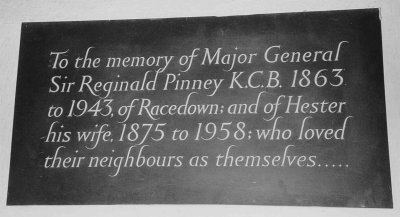 To the memory of Major General
Sir Reginald Pinney K.C.B. 1863
to 1943, of Racedown; and of Hester
his wife, 1875 to 1958; who loved
their neighbours as themselves.....